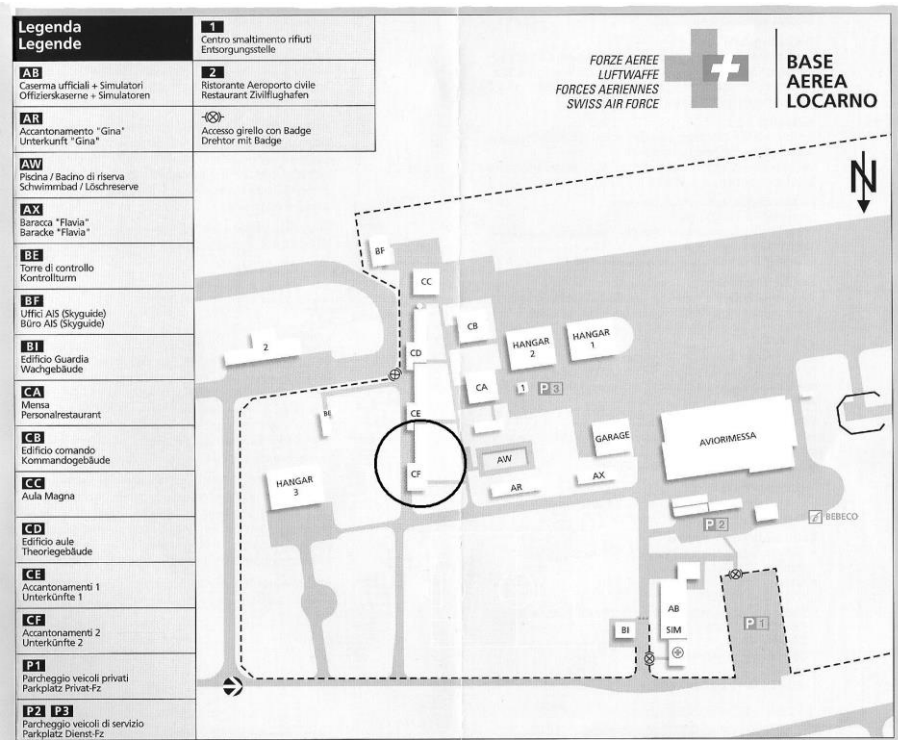 Legenda
Legende
AB
Caserma ufficiali + Simulatori
Offizierskaserne + Simulatoren
AR
Accantonamento "Gina"
Unterkunft "Gina"
AW
Piscina / Bacino di riserva
Schwimmbad / Löschreserve
AX
Baracca "Flavia"
Baracke "Flavia"
BE
Torre di controllo
Kontrollturm
BF
Uffici AIS (Skyguide)
Büro AIS (Skyguide)
BI
Edificio Guardia
Wachgebäude
CA
Mensa
Personalrestaurant
CB
Edificio comando
Kommandogebäude
CC
Aula Magna
CD
Edificio aule
Theoriegebäude
CE
Accantonamenti 1
Unterkünfte 1
CF
Accantonamenti 2
Unterkünfte 2
P1
Parcheggio veicoli privati
Parkplatz Privat-Fz
P2 P3
Parcheggio veicoli di servizio
Parkplatz Dienst-Fz
1
Centro smaltimento rifiuti
Entsorgungsstelle
2
Ristorante Aeroporto civile
Restaurant Zivilflughafen
Accesso girello con Badge
Drehtor mit Badge
FORZE AEREE
LUFTWAFFE
FORCES AERIENNES
SWISS AIR FORCE
BASE
AEREA
LOCARNO
N
BF
CC
CB
HANGAR
2
HANGAR
1
2
CD
CA
1
P 3
CE
GARAGE
AVIORIMESSA
HANGAR
3
CF
AW
AR
AX
P 2
BEBECO
AB
SIM
BI
P 1